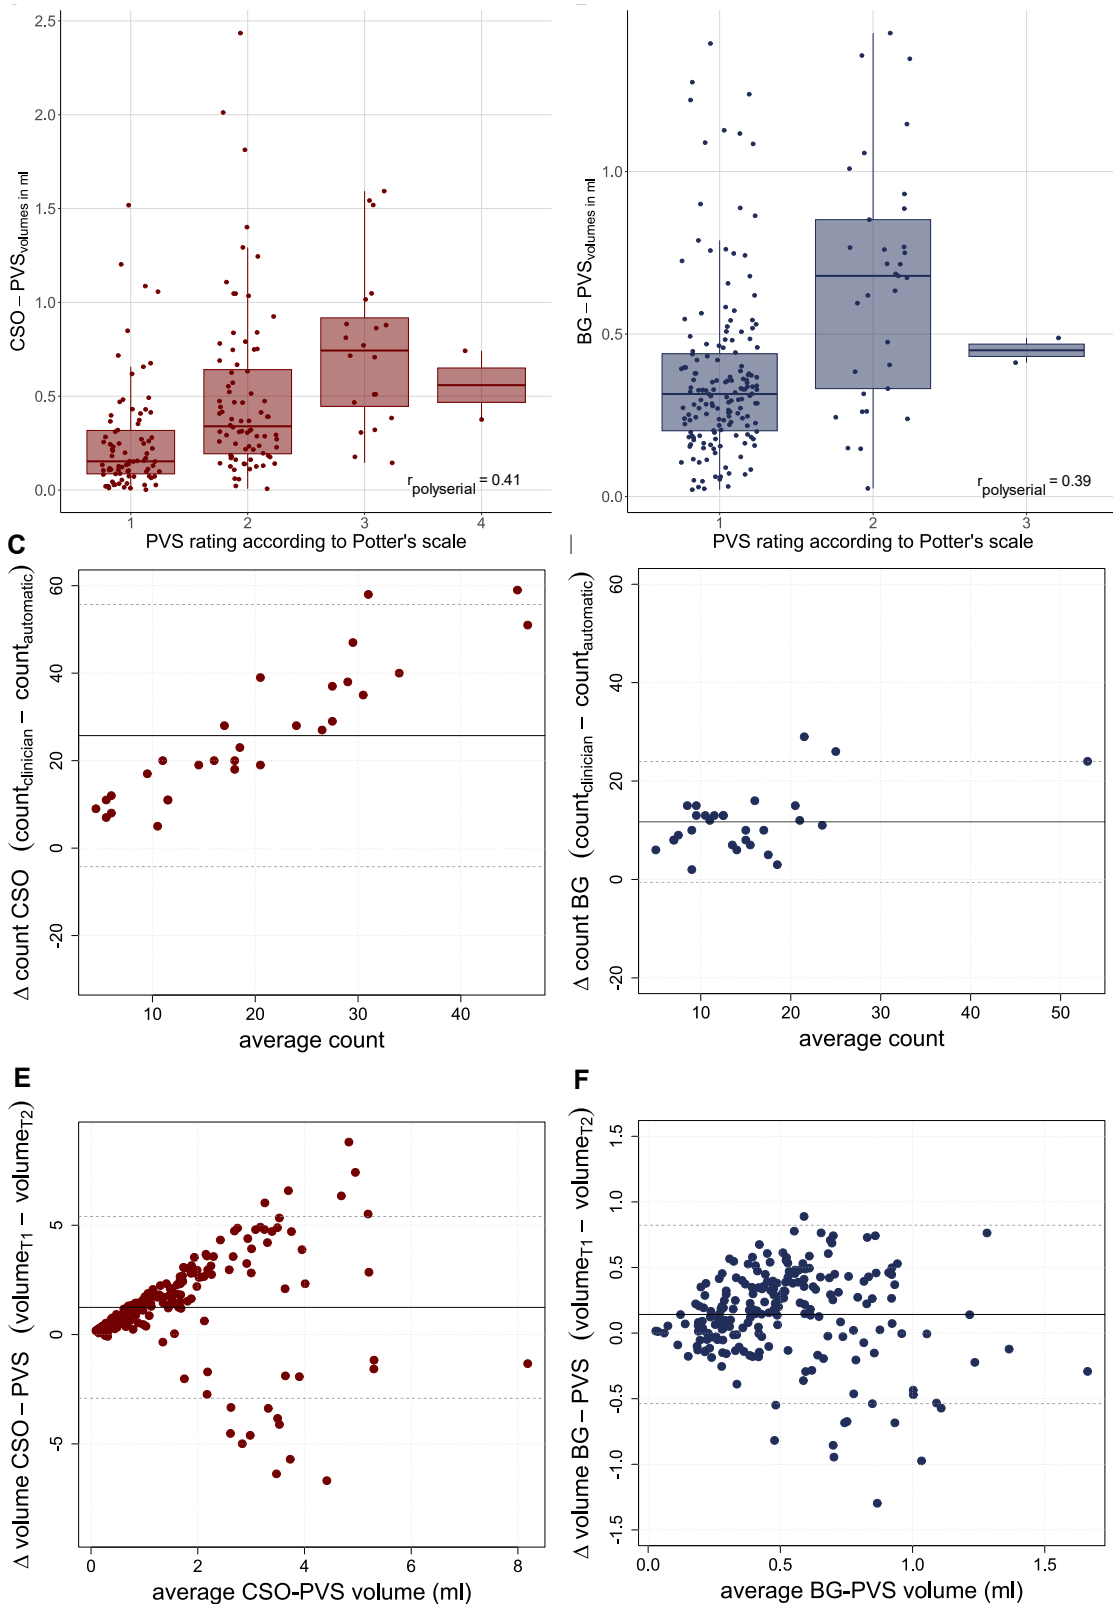 2.5
2.0
1.5
1.0
0.5
0.0
CSO – PVSvolumes in ml
rpolyserial = 0.41
1 2 3 4
PVS rating according to Potter's scale
1.0
0.5
0.0
BG – PVSvolumes in ml
rpolyserial = 0.39
1 2 3
PVS rating according to Potter's scale
C
60
40
20
0
-20
Δ count CSO (countclinician – countautomatic)
10 20 30 40
average count
60
40
20
0
-20
Δ count BG (countclinician – countautomatic)
10 20 30 40 50
average count
E
5
0
-5
Δ volume CSO – PVS (volumeT1 – volumeT2)
0 2 4 6 8
average CSO-PVS volume (ml)
F
1.5
1.0
0.5
0.0
-0.5
-1.0
-1.5
Δ volume BG – PVS (volumeT1 – volumeT2)
0.0 0.5 1.0 1.5
average BG-PVS volume (ml)